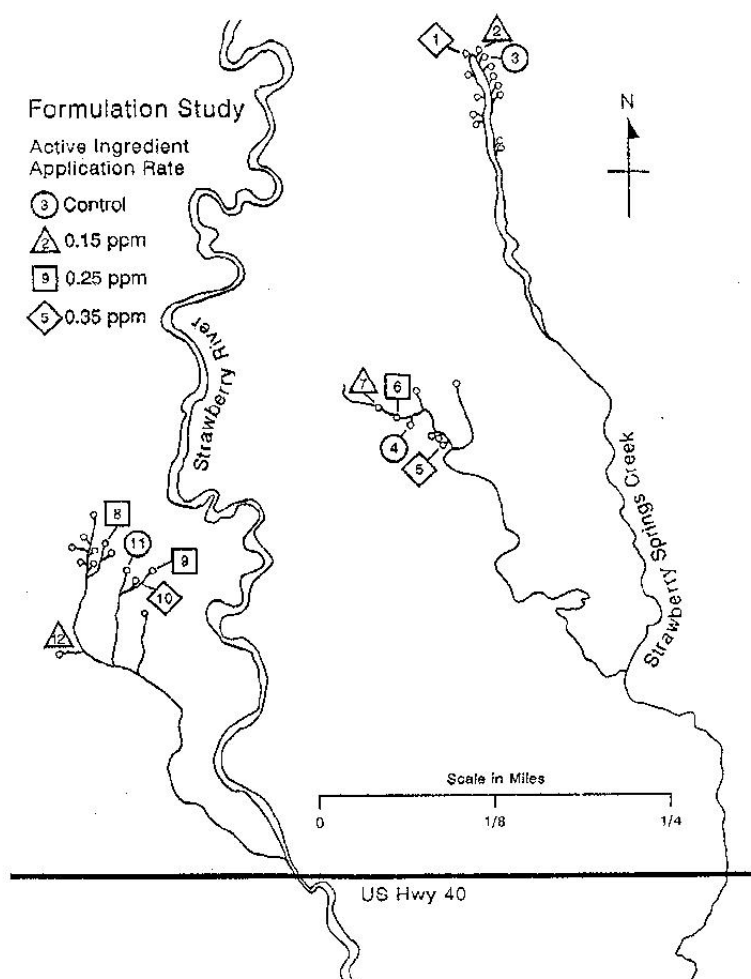 Formulation Study
Active Ingredient
Application Rate
3 Control
2 0.15 ppm
9 0.25 ppm
5 0.35 ppm
1
2
3
N
Strawberry River
7
6
4
5
Strawberry Springs Creek
8
11
9
10
12
Scale in Miles
0 1/8 1/4
US Hwy 40